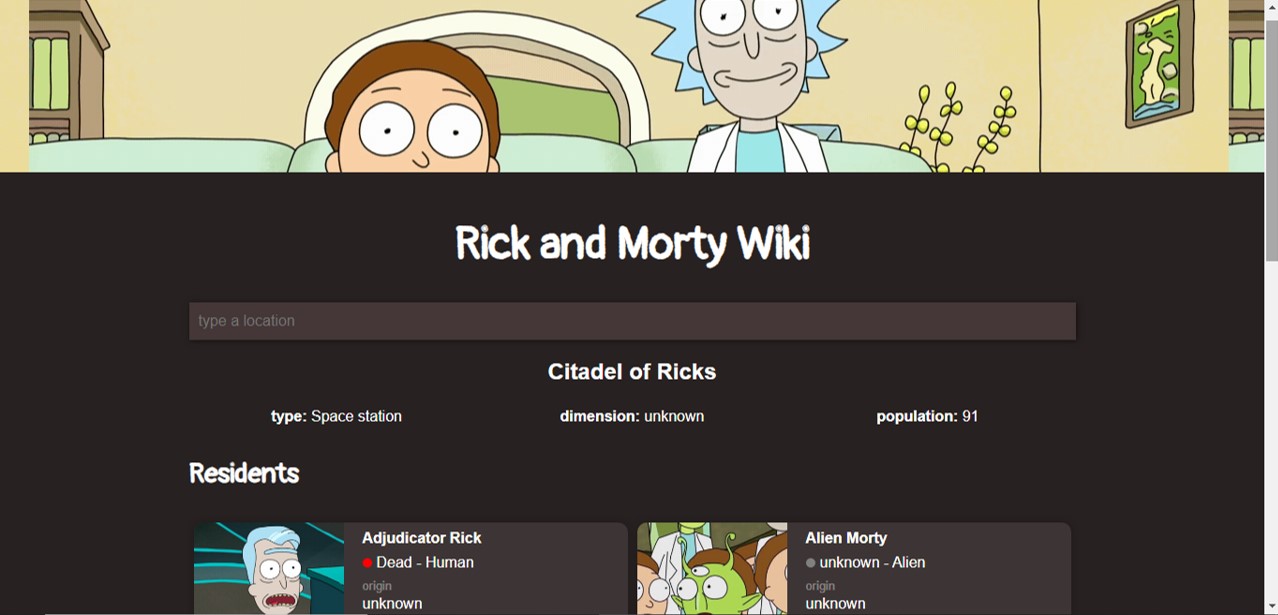 Rick and Morty Wiki
type a location
Citadel of Ricks
type: Space station dimension: unknown population: 91
Residents
Adjudicator Rick
Dead - Human
origin
unknown
Alien Morty
unknown - Alien
origin
unknown